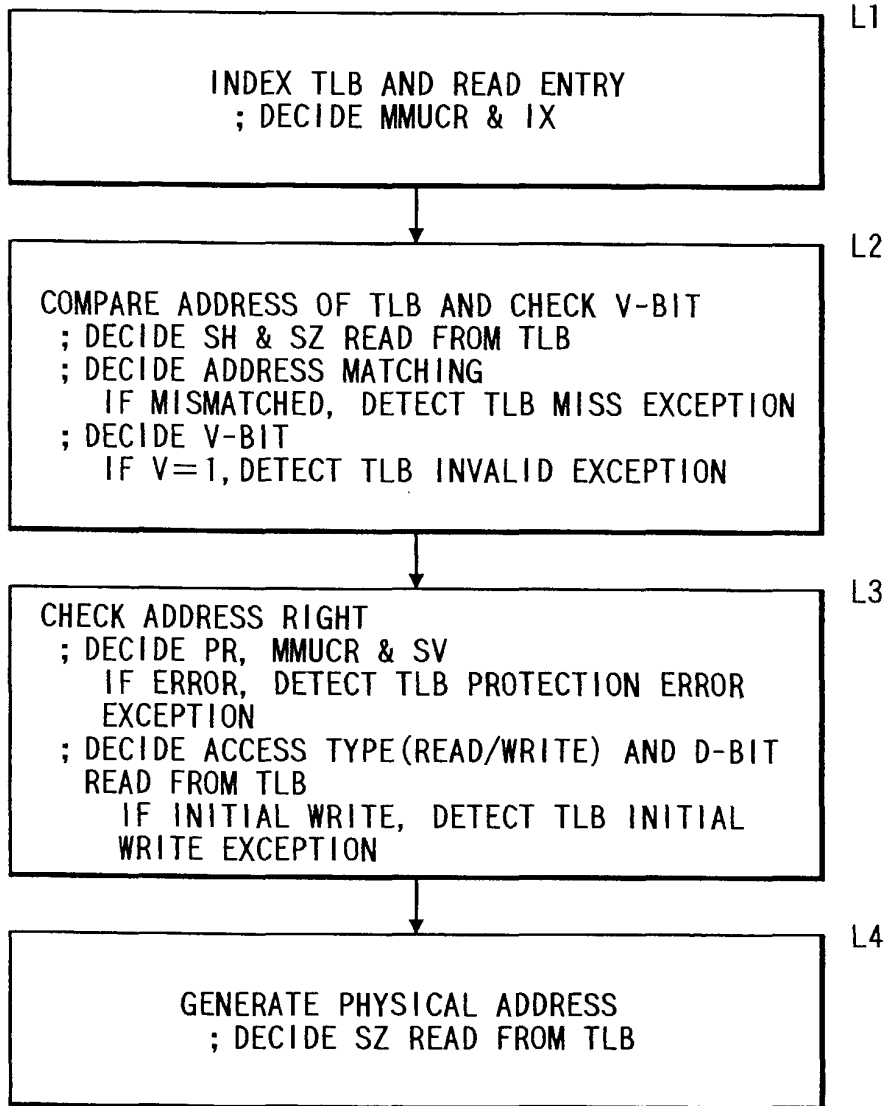 L1
INDEX TLB AND READ ENTRY
; DECIDE MMUCR & IX
L2
COMPARE ADDRESS OF TLB AND CHECK V-BIT
; DECIDE SH & SZ READ FROM TLB
; DECIDE ADDRESS MATCHING
IF MISMATCHED, DETECT TLB MISS EXCEPTION
; DECIDE V-BIT
IF V=1, DETECT TLB INVALID EXCEPTION
L3
CHECK ADDRESS RIGHT
; DECIDE PR, MMUCR & SV
IF ERROR, DETECT TLB PROTECTION ERROR
EXCEPTION
; DECIDE ACCESS TYPE(READ/WRITE) AND D-BIT
READ FROM TLB
IF INITIAL WRITE, DETECT TLB INITIAL
WRITE EXCEPTION
L4
GENERATE PHYSICAL ADDRESS
; DECIDE SZ READ FROM TLB